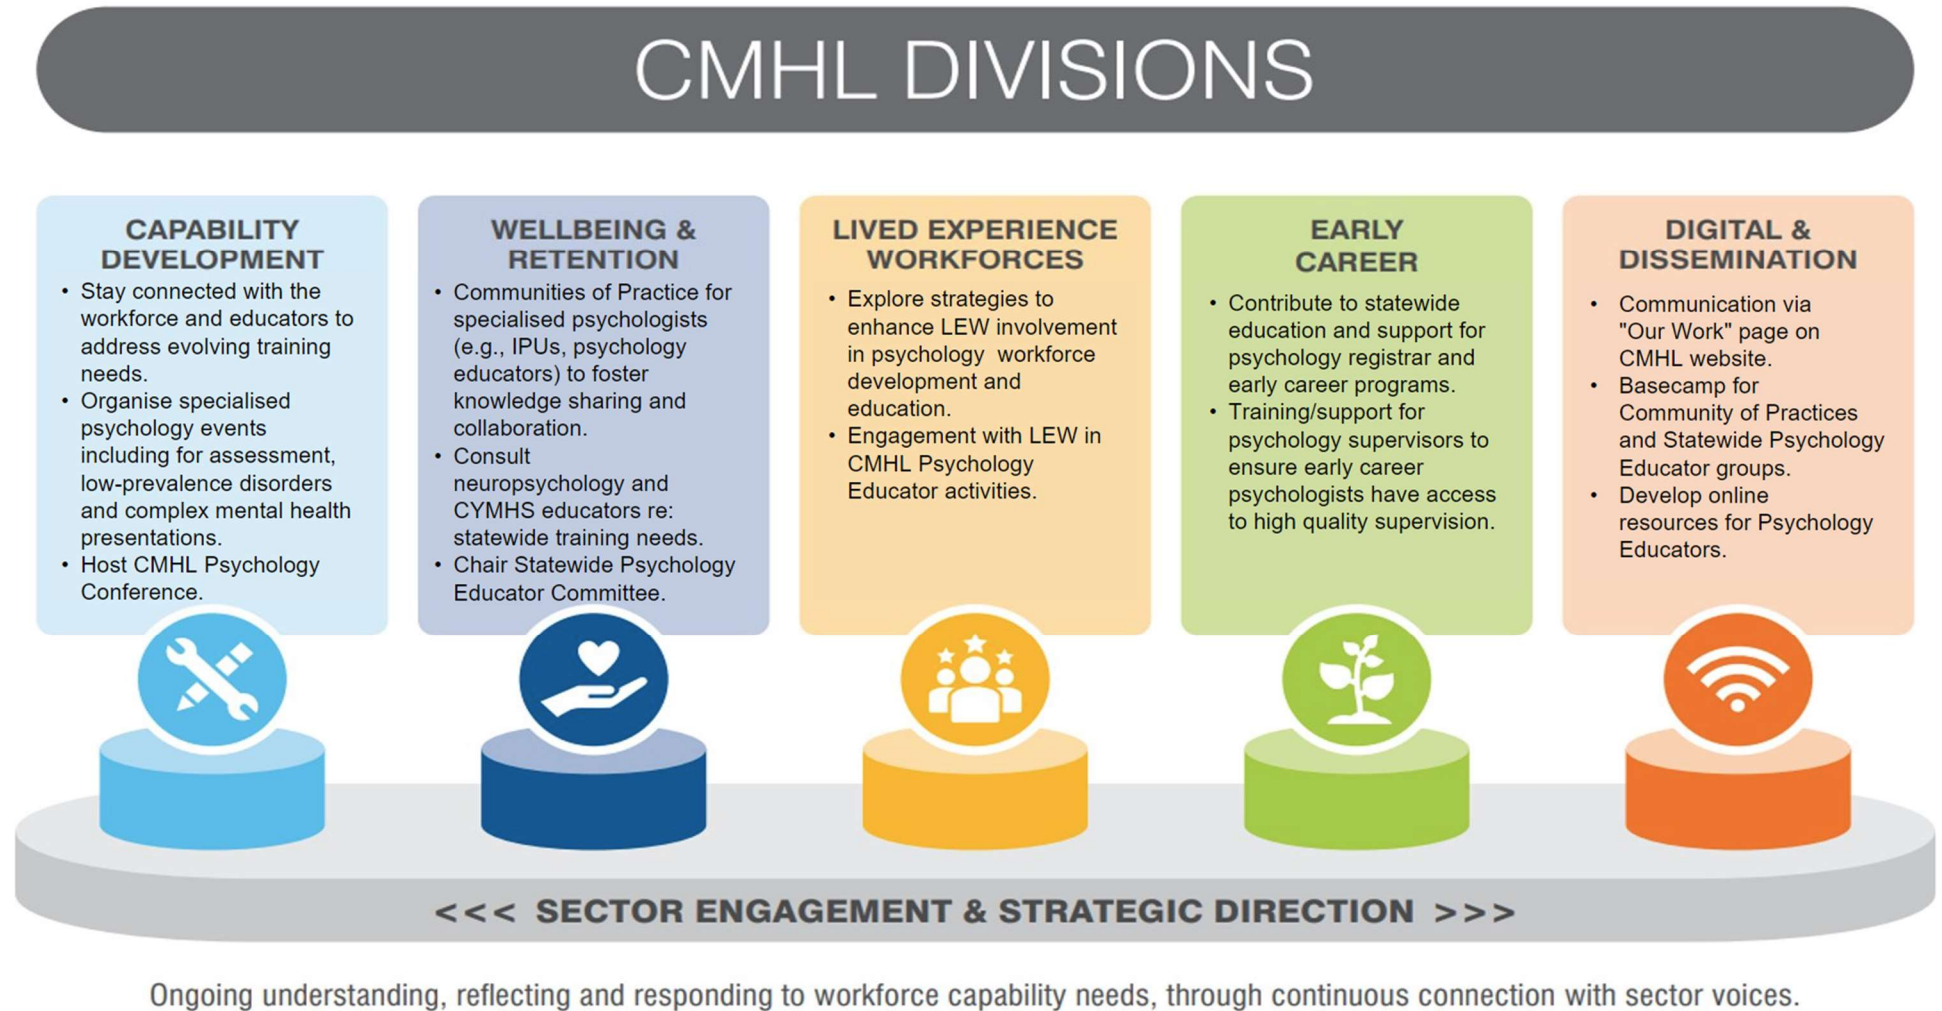 CMHL DIVISIONS
CAPABILITY
DEVELOPMENT
• Stay connected with the
workforce and educators to
address evolving training
needs.
• Organise specialised
psychology events
including for assessment,
low-prevalence disorders
and complex mental health
presentations.
• Host CMHL Psychology
Conference.
WELLBEING &
RETENTION
• Communities of Practice for
specialised psychologists
(e.g., IPUs, psychology
educators) to foster
knowledge sharing and
collaboration.
• Consult
neuropsychology and
CYMHS educators re:
statewide training needs.
• Chair Statewide Psychology
Educator Committee.
LIVED EXPERIENCE
WORKFORCES
• Explore strategies to
enhance LEW involvement
in psychology workforce
development and
education.
• Engagement with LEW in
CMHL Psychology
Educator activities.
EARLY
CAREER
• Contribute to statewide
education and support for
psychology registrar and
early career programs.
• Training/support for
psychology supervisors to
ensure early career
psychologists have access
to high quality supervision.
DIGITAL &
DISSEMINATION
• Communication via
"Our Work" page on
CMHL website.
• Basecamp for
Community of Practices
and Statewide Psychology
Educator groups.
• Develop online
resources for Psychology
Educators.
<<< SECTOR ENGAGEMENT & STRATEGIC DIRECTION >>>
Ongoing understanding, reflecting and responding to workforce capability needs, through continuous connection with sector voices.